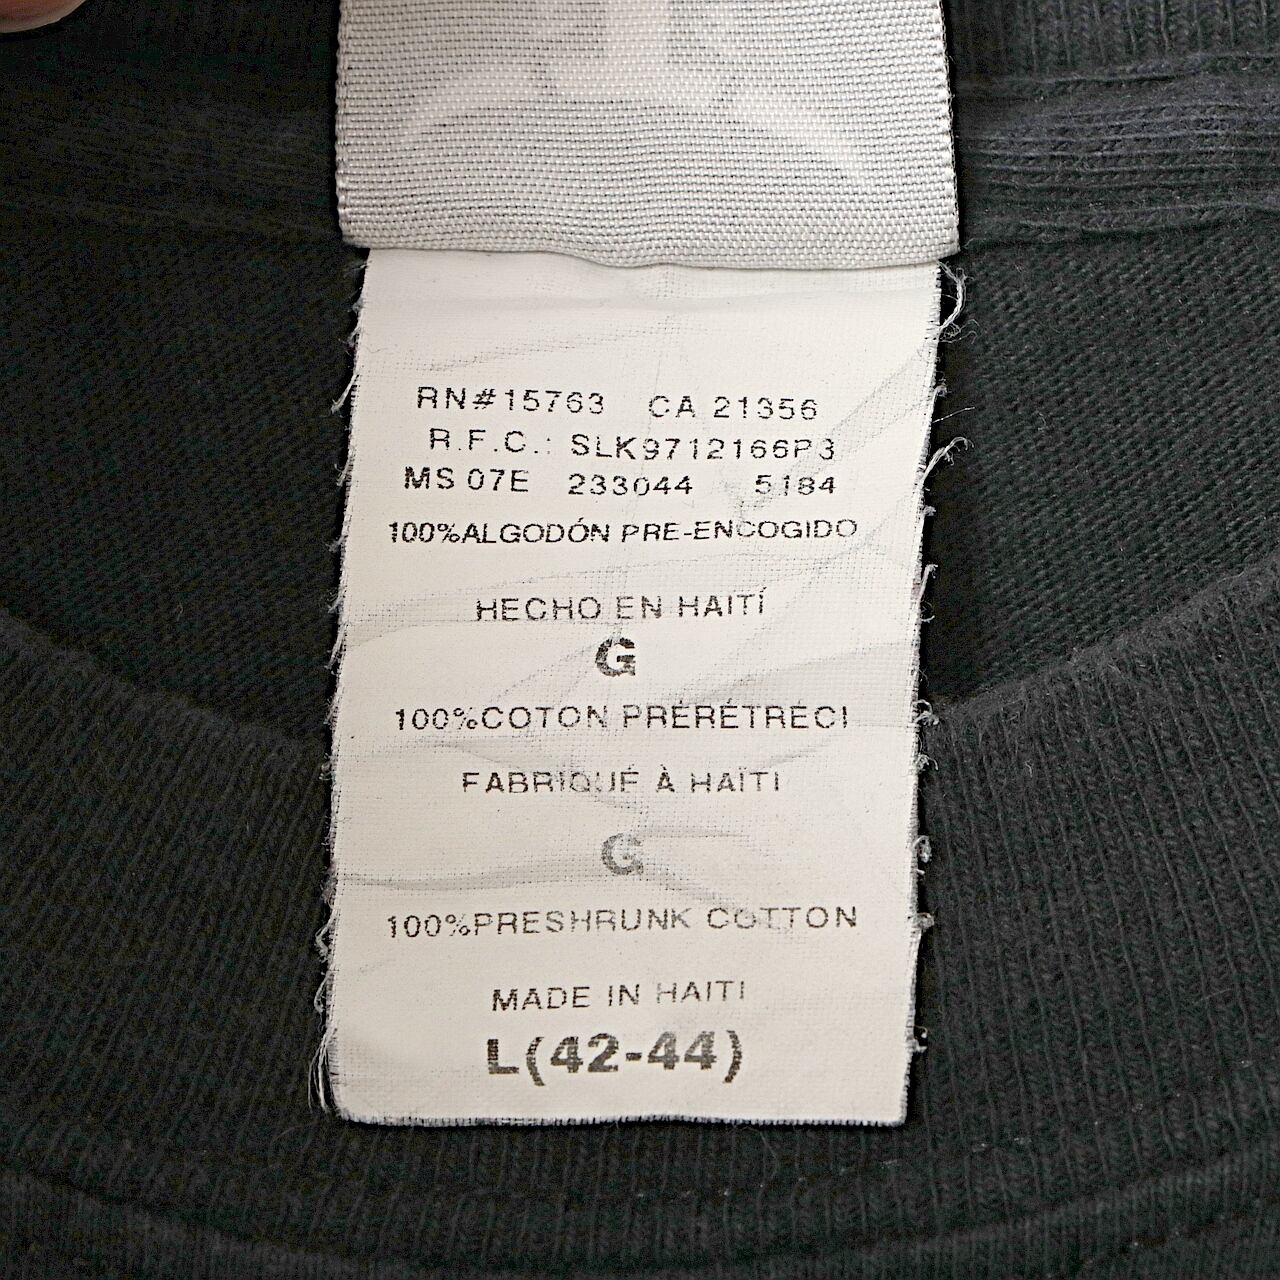 RN#15763 CA 21356
R.F.C.: SLK9712166P3
MS 07E 233044 5184
100%ALGODÓN PRE-ENCOGIDO
HECHO EN HAITÍ
G
100%COTON PRÉRÉTRÉCI
FABRIQUÉ À HAÏTI
G
100%PRESHRUNK COTTON
MADE IN HAITI
L(42-44)